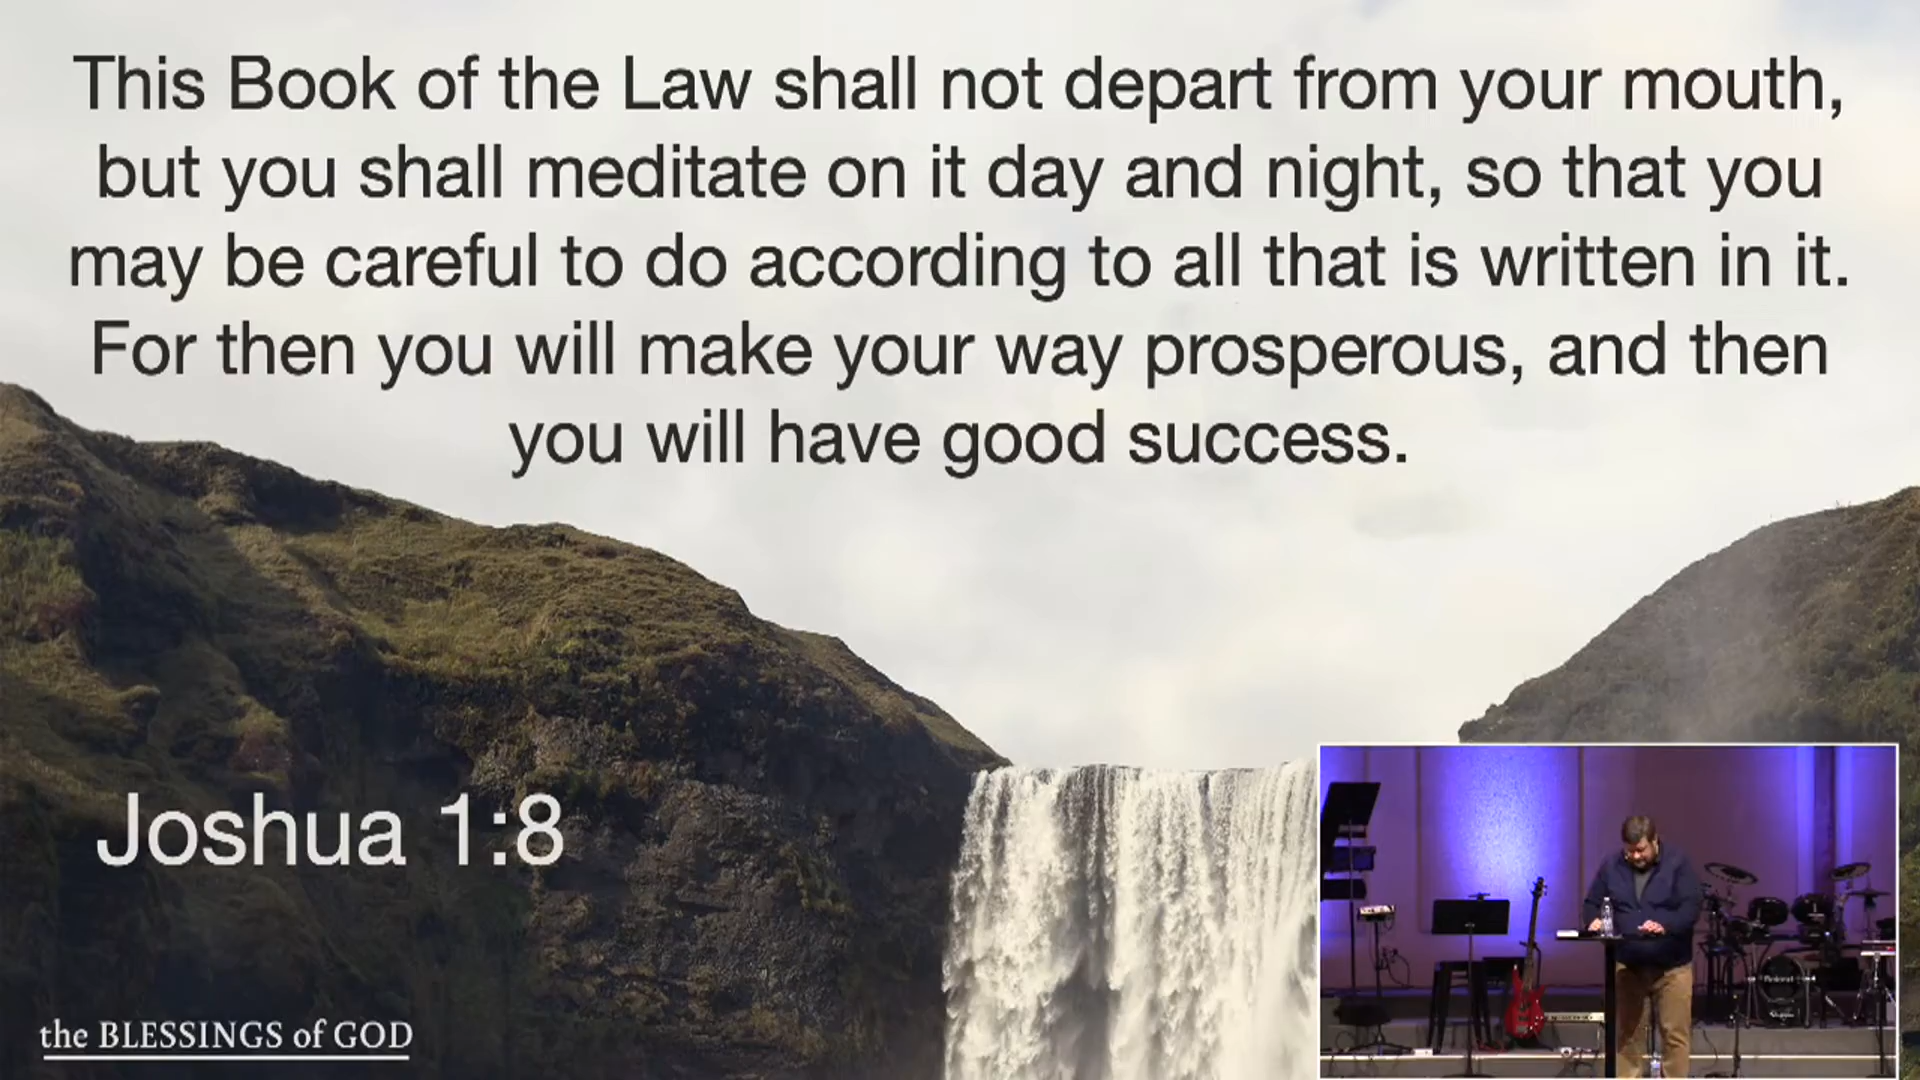 This Book of the Law shall not depart from your mouth,
but you shall meditate on it day and night, so that you
may be careful to do according to all that is written in it.
For then you will make your way prosperous, and then
you will have good success.
Joshua 1:8
the BLESSINGS of GOD
Roland